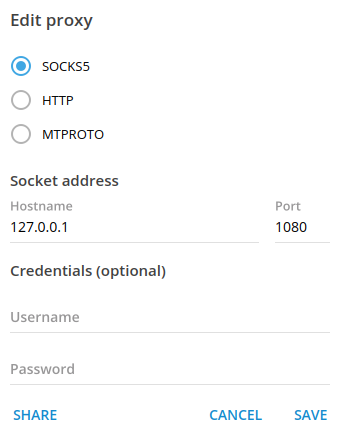 Edit proxy
SOCKS5
HTTP
MTPROTO
Socket address
Hostname Port
127.0.0.1 1080
Credentials (optional)
Username
Password
SHARE CANCEL SAVE